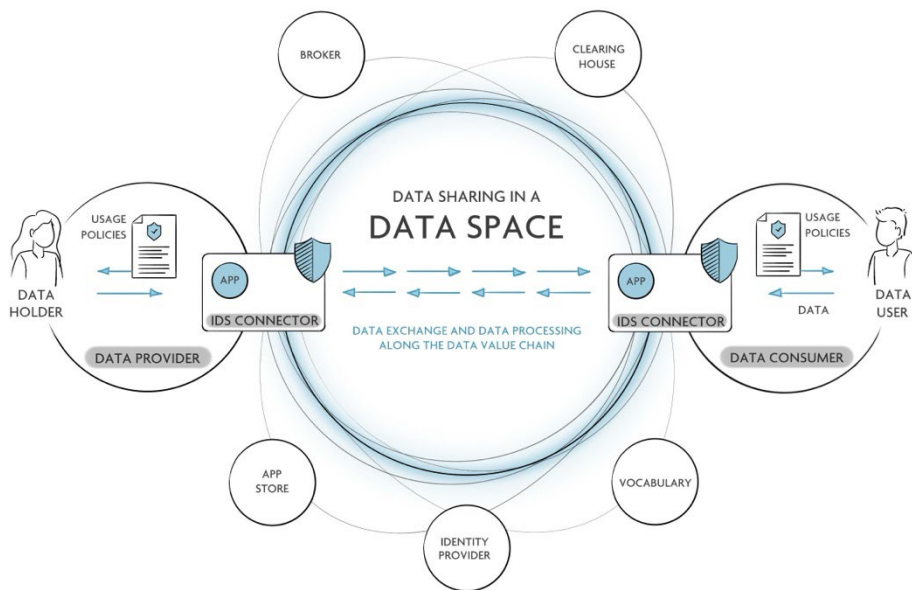 BROKER
CLEARING
HOUSE
DATA SHARING IN A
DATA SPACE
USAGE
POLICIES
APP
IDS CONNECTOR
DATA
HOLDER
DATA PROVIDER
DATA EXCHANGE AND DATA PROCESSING
ALONG THE DATA VALUE CHAIN
APP
IDS CONNECTOR
USAGE
POLICIES
DATA
DATA
USER
DATA CONSUMER
APP
STORE
IDENTITY
PROVIDER
VOCABULARY